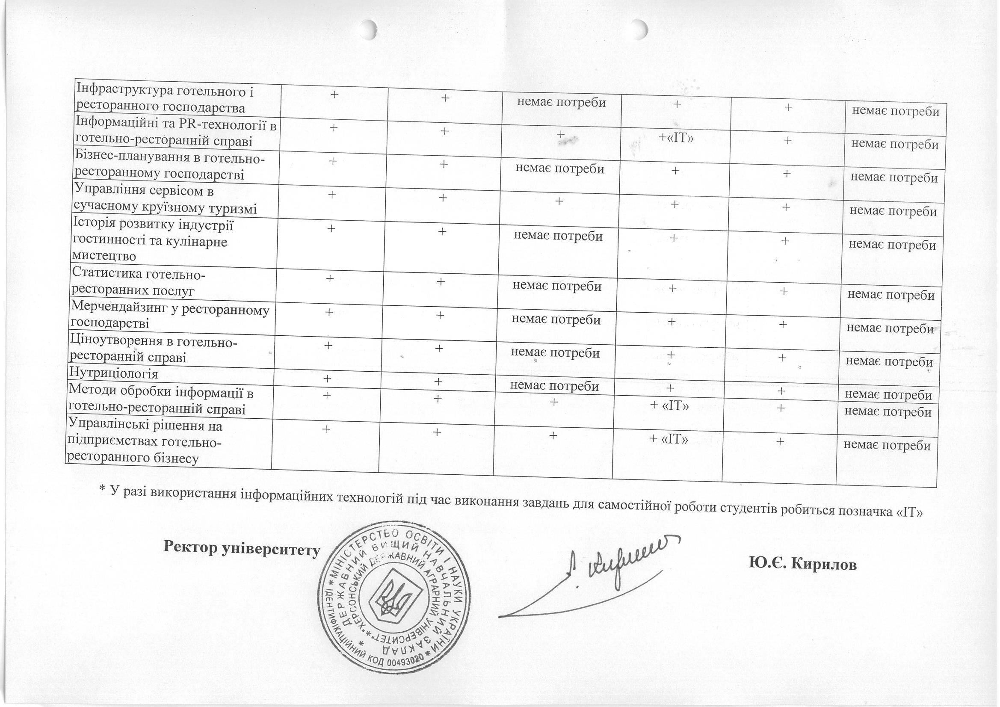 Інфраструктура готельного і
ресторанного господарства
+ + немає потреби + + немає потреби
Інформаційні та PR-технології в
готельно-ресторанній справі
+ + + +«ІТ» + немає потреби
Бізнес-планування в готельно-
ресторанному господарстві
+ + немає потреби + + немає потреби
Управління сервісом в
сучасному круїзному туризмі
+ + + + + немає потреби
Історія розвитку індустрії
гостинності та кулінарне
мистецтво
+ + немає потреби + + немає потреби
Статистика готельно-
ресторанних послуг
+ + немає потреби + + немає потреби
Мерчендайзинг у ресторанному
господарстві
+ + немає потреби + + немає потреби
Ціноутворення в готельно-
ресторанній справі
+ + немає потреби + + немає потреби
Нутриціологія + + немає потреби + + немає потреби
Методи обробки інформації в
готельно-ресторанній справі
+ + + + «ІТ» + немає потреби
Управлінські рішення на
підприємствах готельно-
ресторанного бізнесу
+ + + + «ІТ» + немає потреби
* У разі використання інформаційних технологій під час виконання завдань для самостійної роботи студентів робиться позначка «ІТ»
Ректор університету
Ю.Є. Кирилов
* МІНІСТЕРСТВО ОСВІТИ І НАУКИ УКРАЇНИ *
ІДЕНТИФІКАЦІЙНИЙ КОД 00493020
ДЕРЖАВНИЙ ВИЩИЙ НАВЧАЛЬНИЙ ЗАКЛАД *
* "ХЕРСОНСЬКИЙ ДЕРЖАВНИЙ АГРАРНИЙ УНІВЕРСИТЕТ"